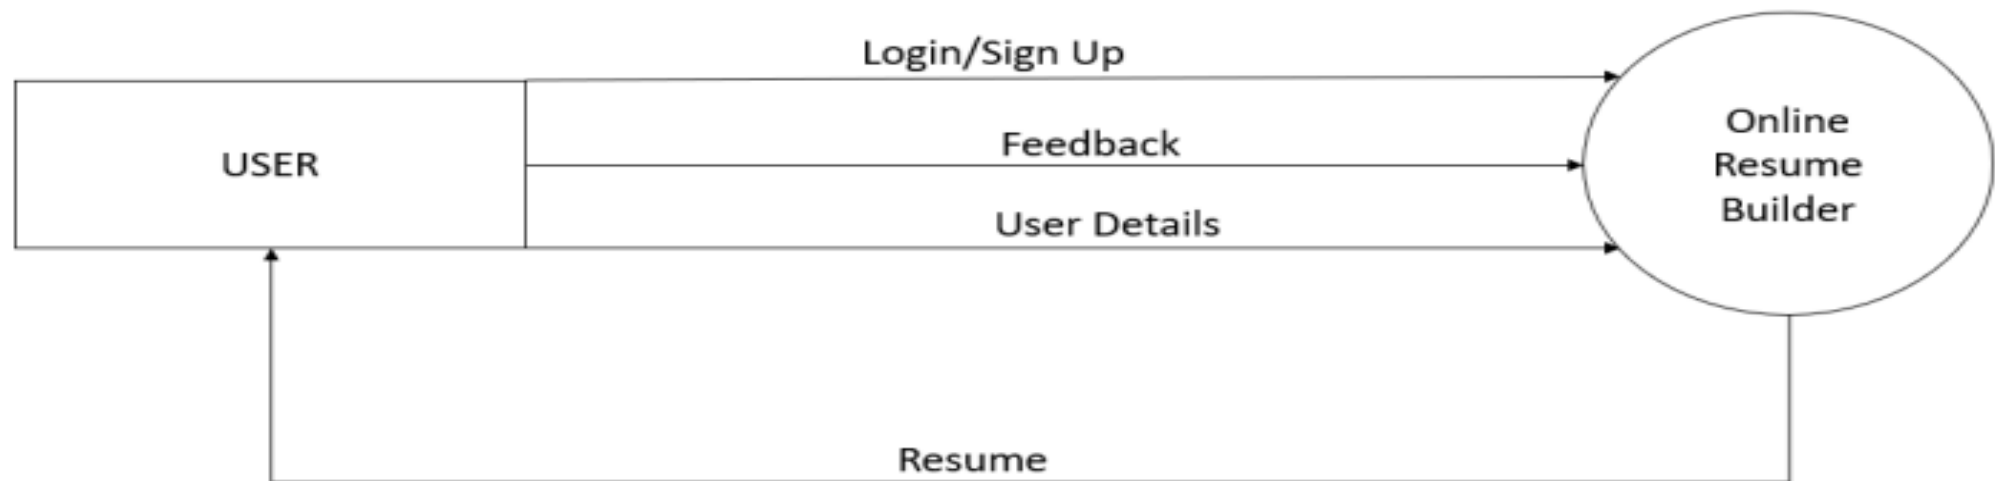 Login/Sign Up
USER
Feedback
Online
Resume
Builder
User Details
Resume